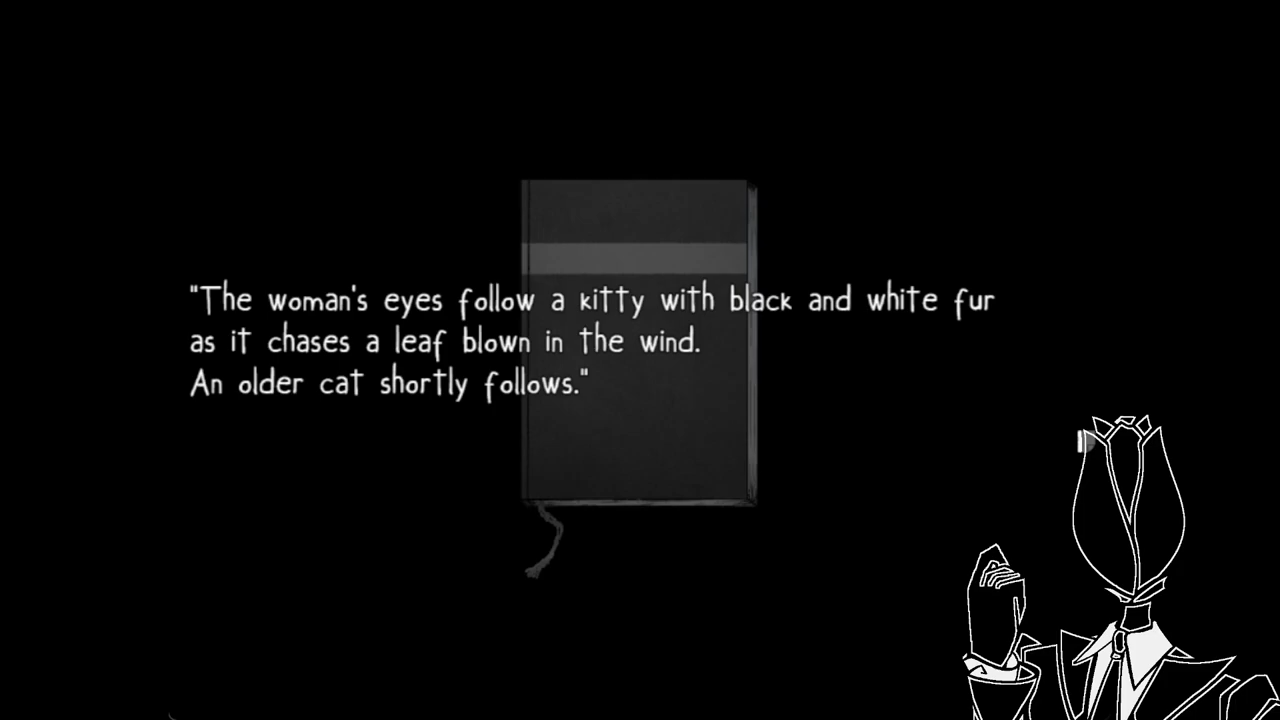 "The woman's eyes follow a kitty with black and white fur
as it chases a leaf blown in the wind.
An older cat shortly follows."